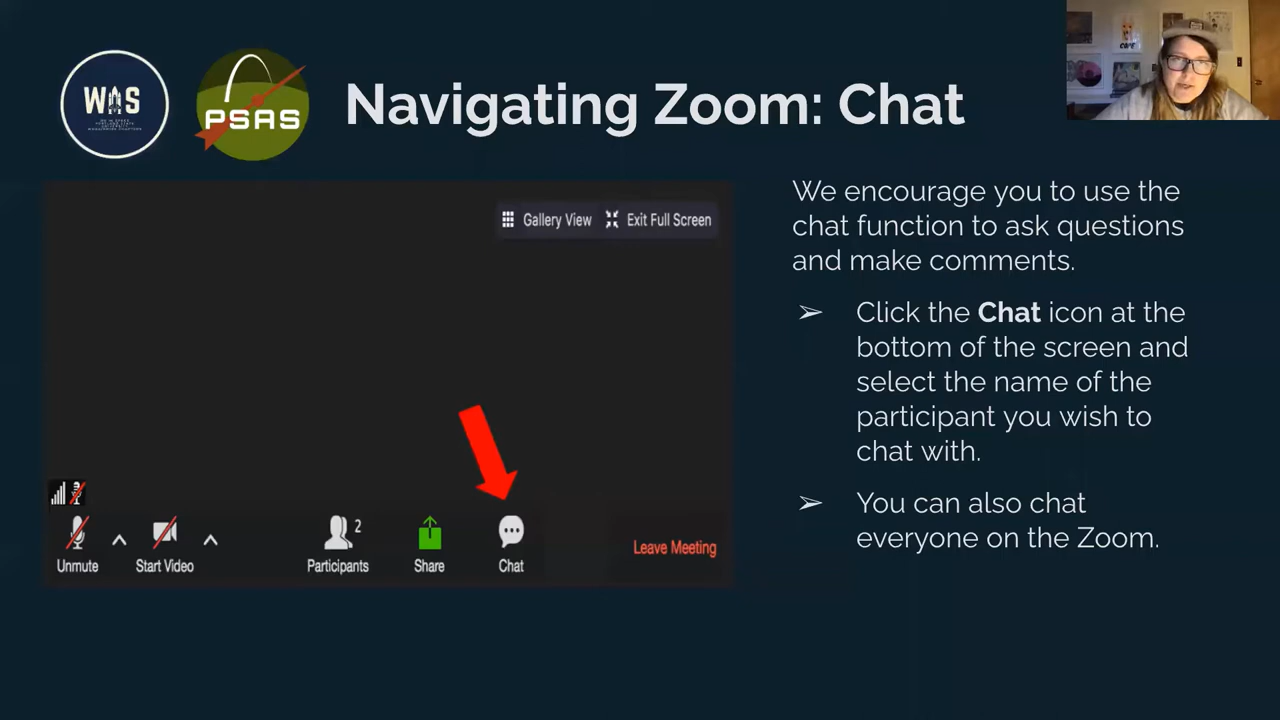 WIS
PSAS
Navigating Zoom: Chat
We encourage you to use the
chat function to ask questions
and make comments.
Gallery View
Exit Full Screen
➢ Click the Chat icon at the
bottom of the screen and
select the name of the
participant you wish to
chat with.
➢ You can also chat
everyone on the Zoom.
2
Unmute
Start Video
Participants
Share
Chat
Leave Meeting